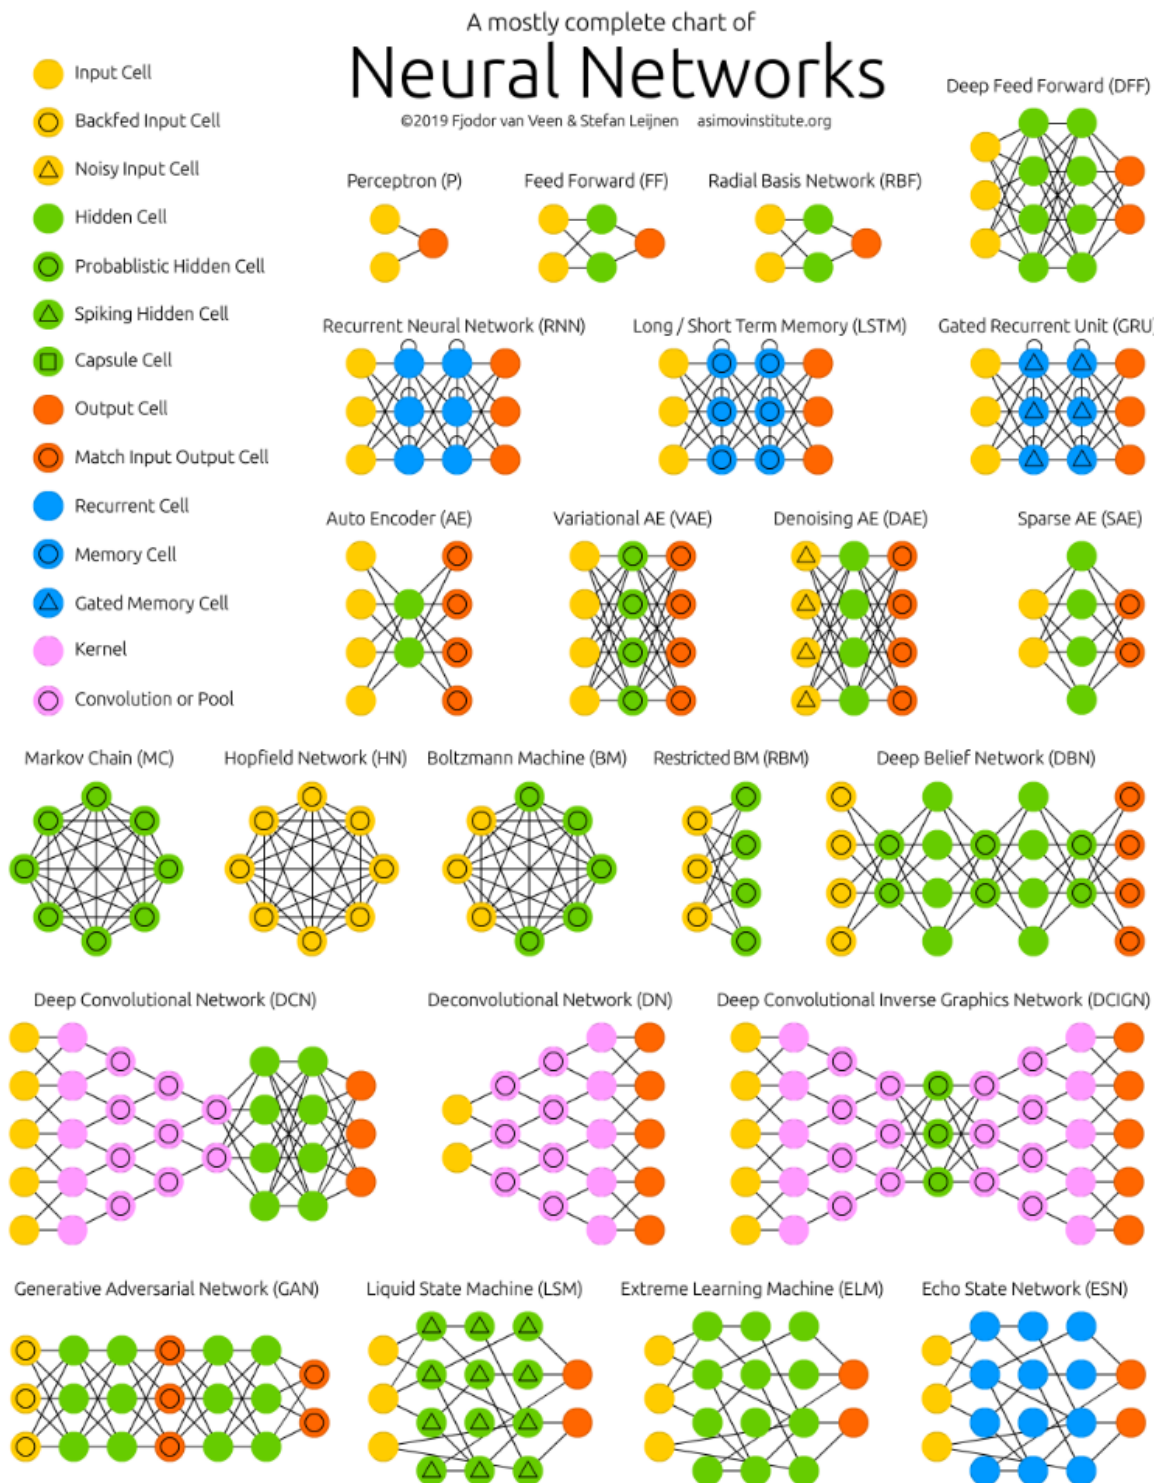 A mostly complete chart of
Neural Networks
©2019 Fjodor van Veen & Stefan Leijnen asimovinstitute.org
Input Cell
Backfed Input Cell
Noisy Input Cell
Hidden Cell
Probablistic Hidden Cell
Spiking Hidden Cell
Capsule Cell
Output Cell
Match Input Output Cell
Recurrent Cell
Memory Cell
Gated Memory Cell
Kernel
Convolution or Pool
Deep Feed Forward (DFF)
Perceptron (P)
Feed Forward (FF)
Radial Basis Network (RBF)
Recurrent Neural Network (RNN)
Long / Short Term Memory (LSTM)
Gated Recurrent Unit (GRU)
Auto Encoder (AE)
Variational AE (VAE)
Denoising AE (DAE)
Sparse AE (SAE)
Markov Chain (MC)
Hopfield Network (HN)
Boltzmann Machine (BM)
Restricted BM (RBM)
Deep Belief Network (DBN)
Deep Convolutional Network (DCN)
Deconvolutional Network (DN)
Deep Convolutional Inverse Graphics Network (DCIGN)
Generative Adversarial Network (GAN)
Liquid State Machine (LSM)
Extreme Learning Machine (ELM)
Echo State Network (ESN)